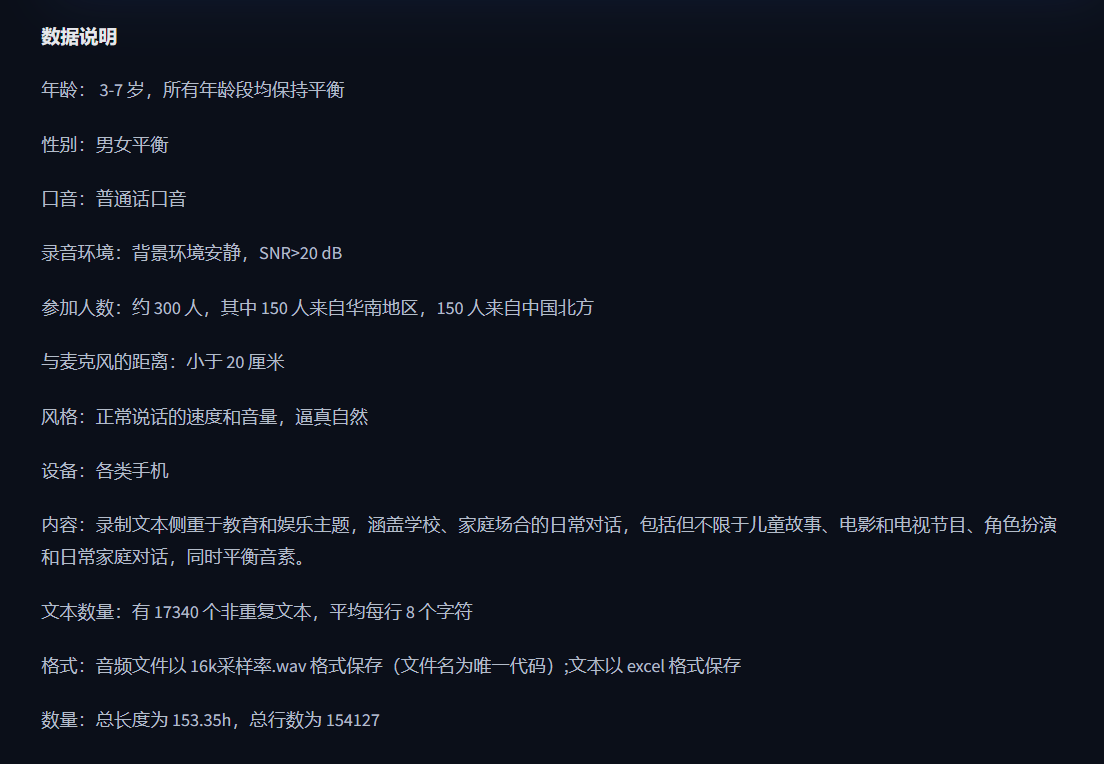 数据说明
年龄： 3-7 岁，所有年龄段均保持平衡
性别：男女平衡
口音：普通话口音
录音环境：背景环境安静，SNR>20 dB
参加人数：约 300 人，其中 150 人来自华南地区，150 人来自中国北方
与麦克风的距离：小于 20 厘米
风格：正常说话的速度和音量，逼真自然
设备：各类手机
内容：录制文本侧重于教育和娱乐主题，涵盖学校、家庭场合的日常对话，包括但不限于儿童故事、电影和电视节目、角色扮演
和日常家庭对话，同时平衡音素。
文本数量：有 17340 个非重复文本，平均每行 8 个字符
格式：音频文件以 16k采样率.wav 格式保存（文件名为唯一代码）;文本以 excel 格式保存
数量：总长度为 153.35h，总行数为 154127